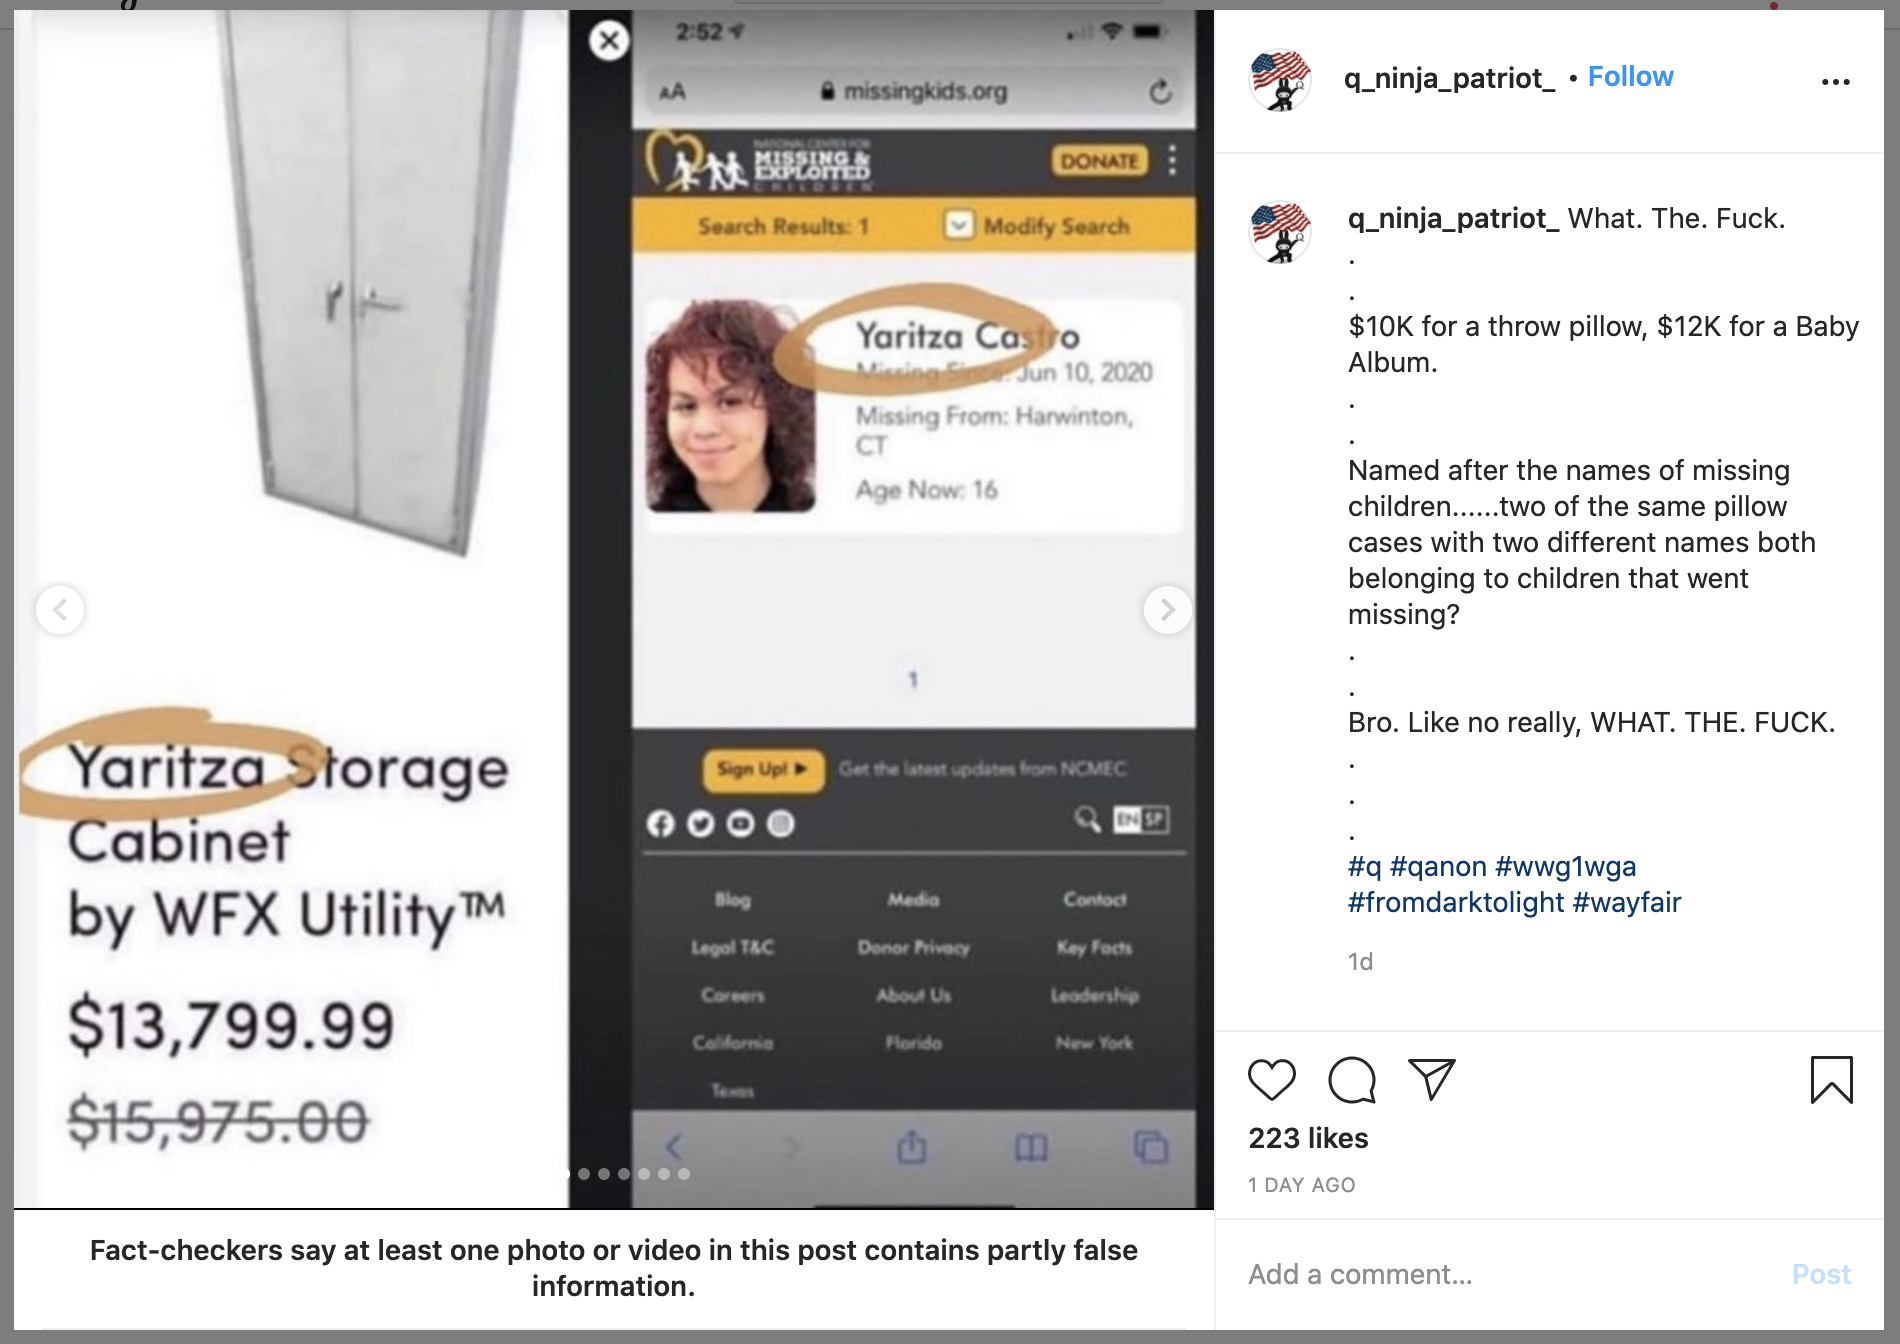 Yaritza Storage
Cabinet
by WFX Utility™
$13,799.99
$15,975.00
2:52
AA
missingkids.org
NATIONAL CENTER FOR
MISSING &
EXPLOITED
CHILDREN
DONATE
Search Results: 1
Modify Search
Yaritza Castro
Missing Since: Jun 10, 2020
Missing From: Harwinton,
CT
Age Now: 16
1
Sign Up!
Get the latest updates from NCMEC
EN SP
Blog Media Contact
Legal T&C Donor Privacy Key Facts
Careers About Us Leadership
California Florida New York
Texas
Fact-checkers say at least one photo or video in this post contains partly false
information.
q_ninja_patriot_ • Follow
q_ninja_patriot_ What. The. Fuck.
.
.
$10K for a throw pillow, $12K for a Baby
Album.
.
.
Named after the names of missing
children......two of the same pillow
cases with two different names both
belonging to children that went
missing?
.
.
Bro. Like no really, WHAT. THE. FUCK.
.
.
.
#q #qanon #wwg1wga
#fromdarktolight #wayfair
1d
223 likes
1 DAY AGO
Add a comment...
Post